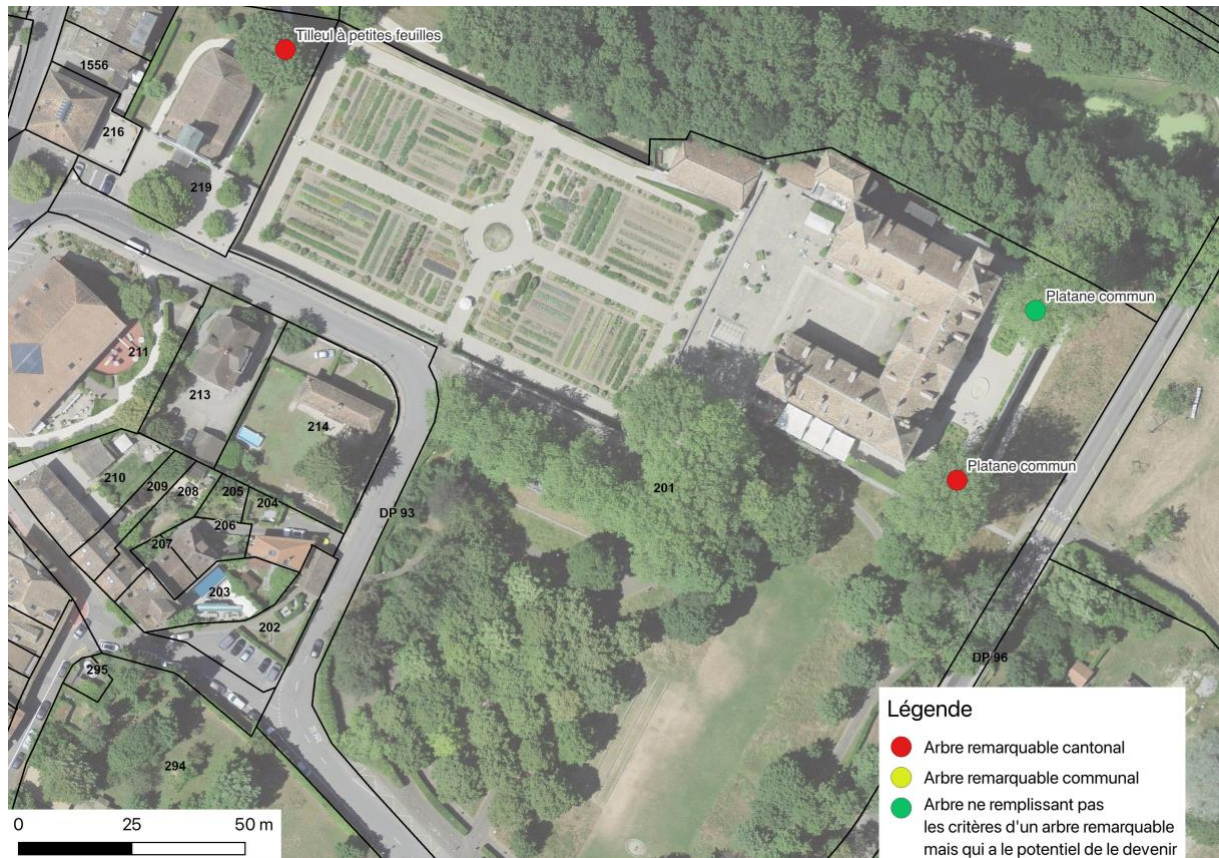 Tilleul à petites feuilles
1556
216
219
Platane commun
211
213
214
210
209
208
205
204
201
Platane commun
206
DP 93
207
203
202
295
DP 96
294
Légende
Arbre remarquable cantonal
Arbre remarquable communal
Arbre ne remplissant pas
les critères d'un arbre remarquable
mais qui a le potentiel de le devenir
0 25 50 m